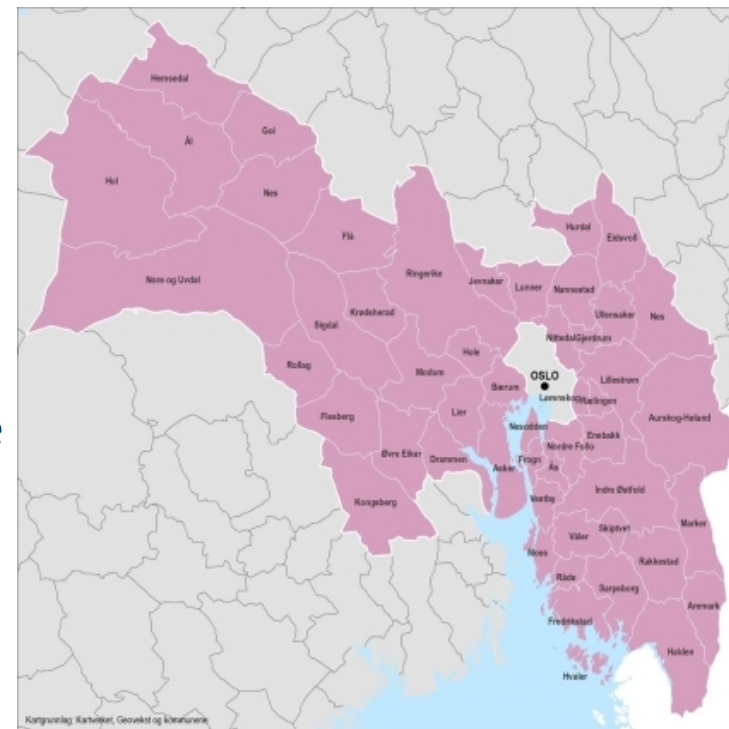 Hemsedal
Ål
Gol
Hol
Nes
Flå
Nore og Uvdal
Ringerike
Jevnaker
Lunner
Hurdal
Eidsvoll
Nannestad
Ullensaker
Nes
Krødsherad
Sigdal
Nittedal
Gjerdrum
Rollag
Hole
Modum
Bærum
OSLO
Lillestrøm
Lørenskog
Rælingen
Flesberg
Lier
Aurskog-Høland
Nesodden
Enebakk
Øvre Eiker
Drammen
Asker
Frogn
Nordre Follo
Ås
Kongsberg
Vestby
Indre Østfold
Marker
Skiptvet
Våler
Moss
Rakkestad
Råde
Sarpsborg
Aremark
Fredrikstad
Halden
Hvaler
Kartgrunnlag: Kartverket, Geovekst og kommunene
e